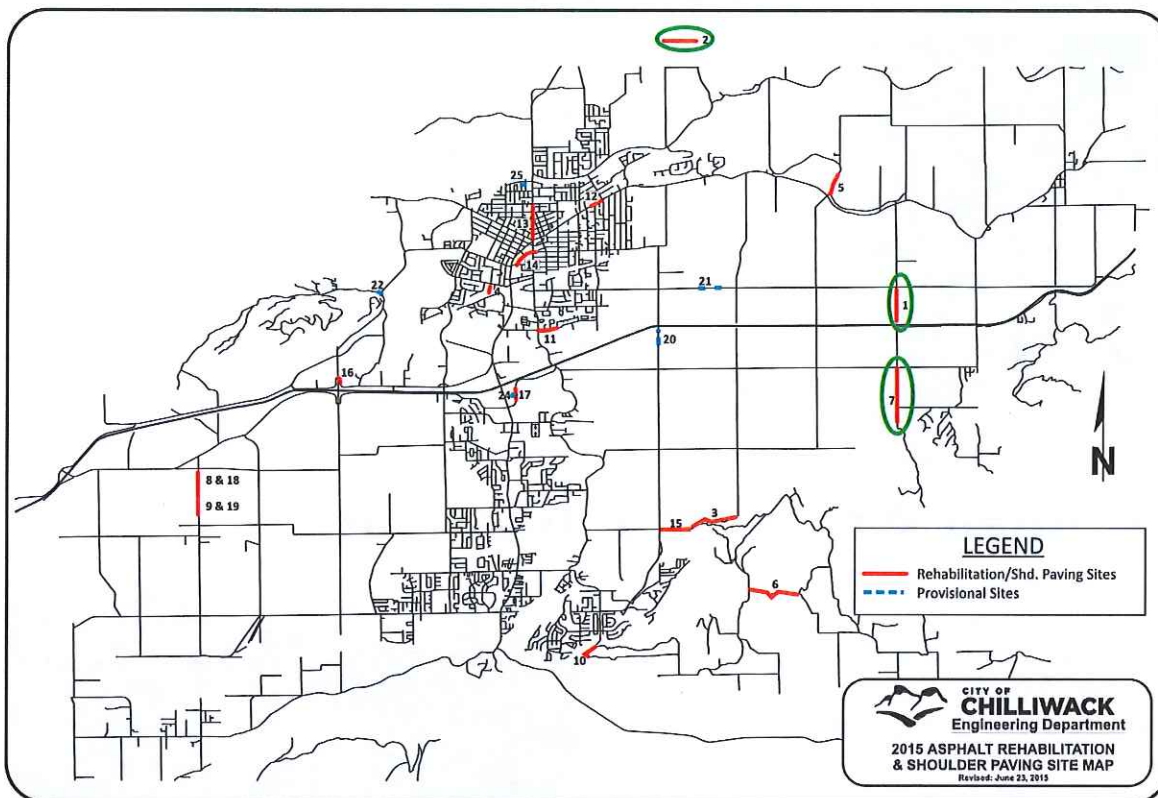 2
25
12
5
13
14
22
4
21
1
11
20
16
24 17
7
8 & 18
9 & 19
3
15
6
10
N
LEGEND
Rehabilitation/Shd. Paving Sites
Provisional Sites
CITY OF
CHILLIWACK
Engineering Department
2015 ASPHALT REHABILITATION
& SHOULDER PAVING SITE MAP
Revised: June 23, 2015